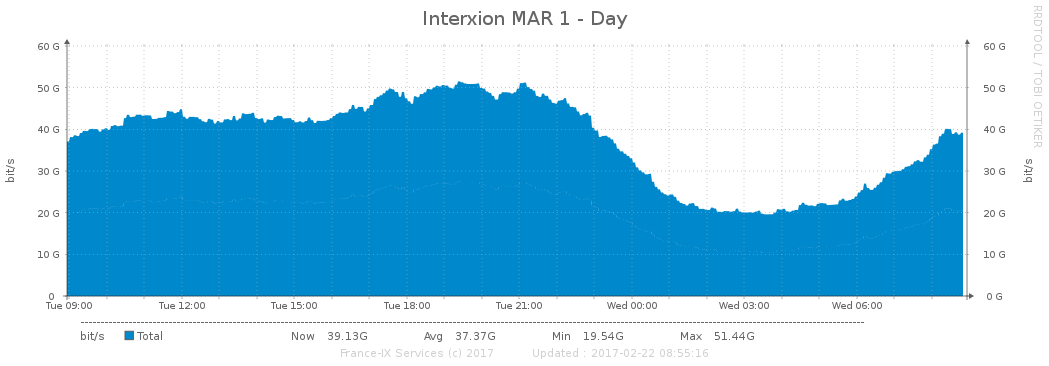 Interxion MAR 1 - Day
RRDTOOL / TOBI OETIKER
bit/s
60 G
50 G
40 G
30 G
20 G
10 G
0
60 G
50 G
40 G
30 G
20 G
10 G
0 G
bit/s
Tue 09:00 Tue 12:00 Tue 15:00 Tue 18:00 Tue 21:00 Wed 00:00 Wed 03:00 Wed 06:00
bit/s Total Now 39.13G Avg 37.37G Min 19.54G Max 51.44G
France-IX Services (c) 2017 Updated : 2017-02-22 08:55:16